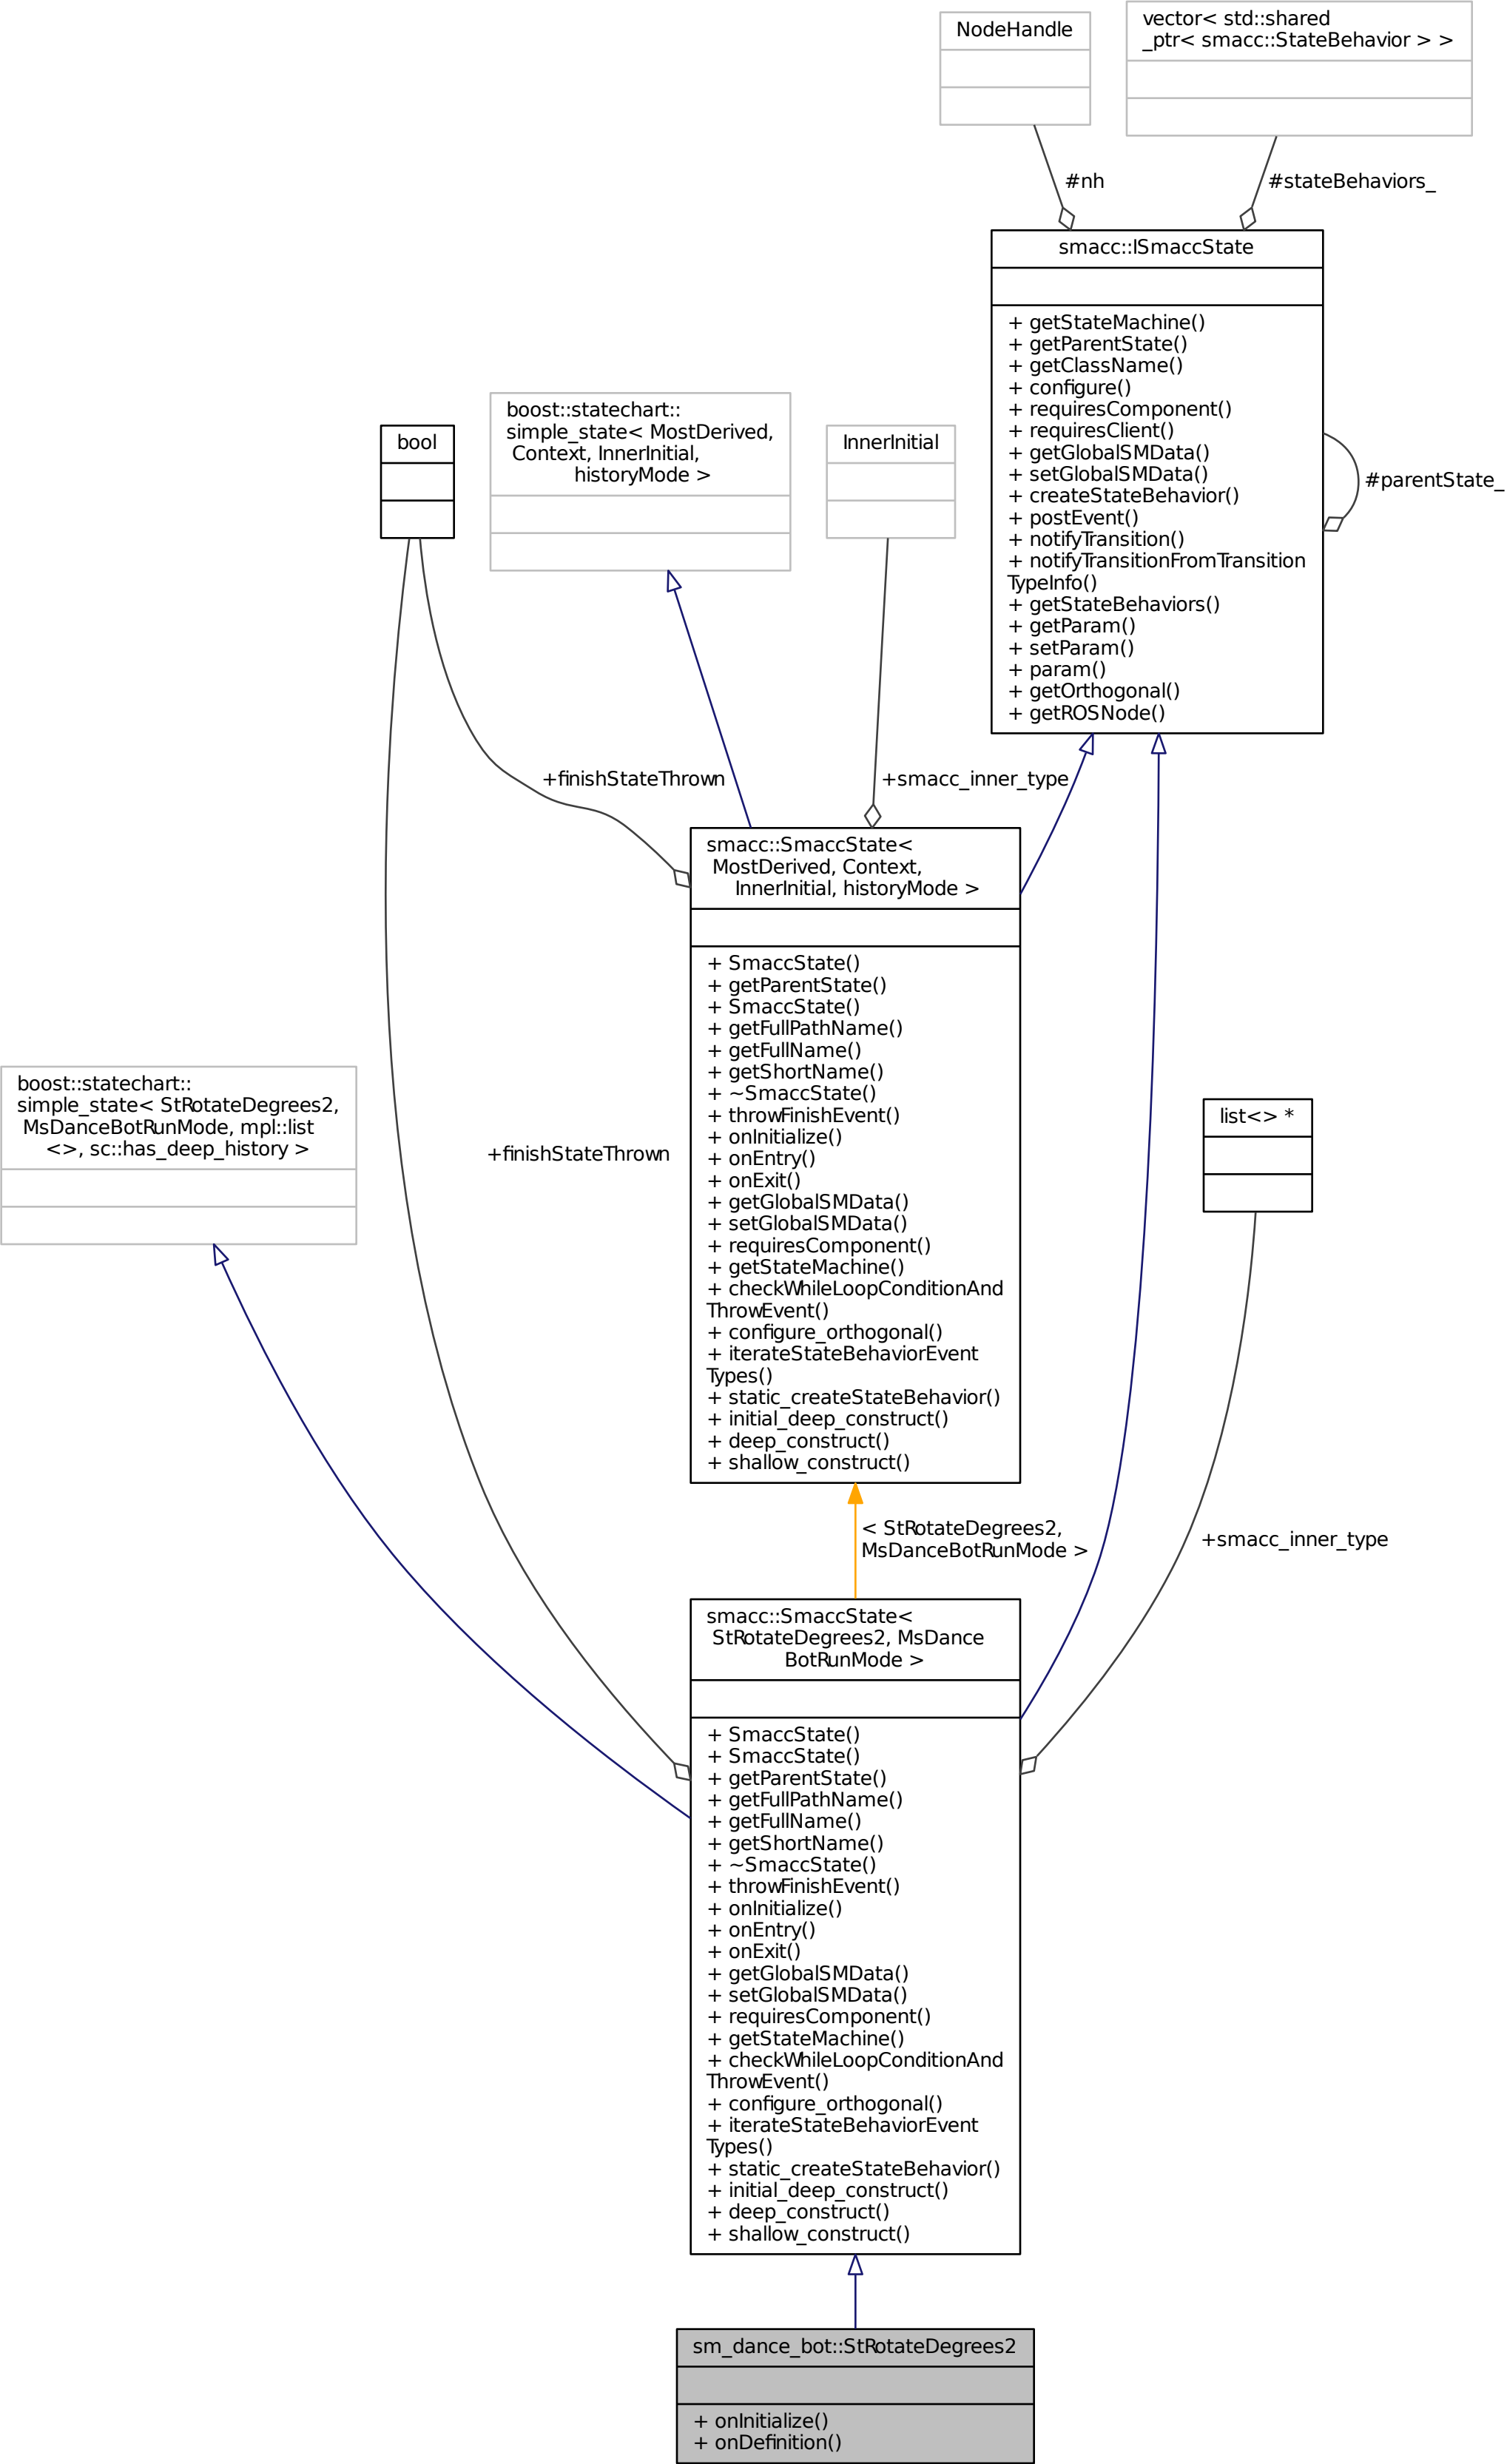 NodeHandle
vector< std::shared
_ptr< smacc::StateBehavior > >
#nh
#stateBehaviors_
smacc::ISmaccState
+ getStateMachine()
+ getParentState()
+ getClassName()
+ configure()
+ requiresComponent()
+ requiresClient()
+ getGlobalSMData()
+ setGlobalSMData()
+ createStateBehavior()
+ postEvent()
+ notifyTransition()
+ notifyTransitionFromTransition
TypeInfo()
+ getStateBehaviors()
+ getParam()
+ setParam()
+ param()
+ getOrthogonal()
+ getROSNode()
#parentState_
bool
boost::statechart::
simple_state< MostDerived,
Context, InnerInitial,
historyMode >
InnerInitial
+finishStateThrown
+smacc_inner_type
smacc::SmaccState<
MostDerived, Context,
InnerInitial, historyMode >
+ SmaccState()
+ getParentState()
+ SmaccState()
+ getFullPathName()
+ getFullName()
+ getShortName()
+ ~SmaccState()
+ throwFinishEvent()
+ onInitialize()
+ onEntry()
+ onExit()
+ getGlobalSMData()
+ setGlobalSMData()
+ requiresComponent()
+ getStateMachine()
+ checkWhileLoopConditionAnd
ThrowEvent()
+ configure_orthogonal()
+ iterateStateBehaviorEvent
Types()
+ static_createStateBehavior()
+ initial_deep_construct()
+ deep_construct()
+ shallow_construct()
boost::statechart::
simple_state< StRotateDegrees2,
MsDanceBotRunMode, mpl::list
<>, sc::has_deep_history >
+finishStateThrown
list<> *
< StRotateDegrees2,
MsDanceBotRunMode >
+smacc_inner_type
smacc::SmaccState<
StRotateDegrees2, MsDance
BotRunMode >
+ SmaccState()
+ SmaccState()
+ getParentState()
+ getFullPathName()
+ getFullName()
+ getShortName()
+ ~SmaccState()
+ throwFinishEvent()
+ onInitialize()
+ onEntry()
+ onExit()
+ getGlobalSMData()
+ setGlobalSMData()
+ requiresComponent()
+ getStateMachine()
+ checkWhileLoopConditionAnd
ThrowEvent()
+ configure_orthogonal()
+ iterateStateBehaviorEvent
Types()
+ static_createStateBehavior()
+ initial_deep_construct()
+ deep_construct()
+ shallow_construct()
sm_dance_bot::StRotateDegrees2
+ onInitialize()
+ onDefinition()